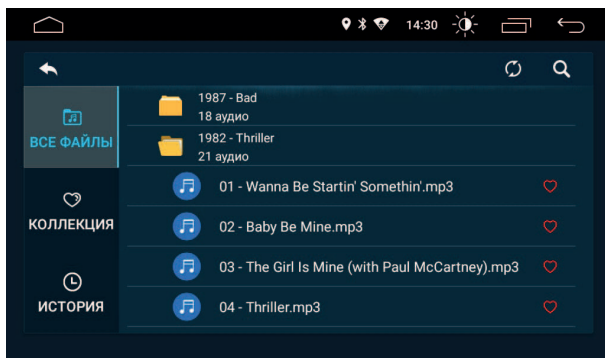 14:30
1987 - Bad
18 аудио
ВСЕ ФАЙЛЫ
1982 - Thriller
21 аудио
01 - Wanna Be Startin' Somethin'.mp3
КОЛЛЕКЦИЯ
02 - Baby Be Mine.mp3
03 - The Girl Is Mine (with Paul McCartney).mp3
ИСТОРИЯ
04 - Thriller.mp3